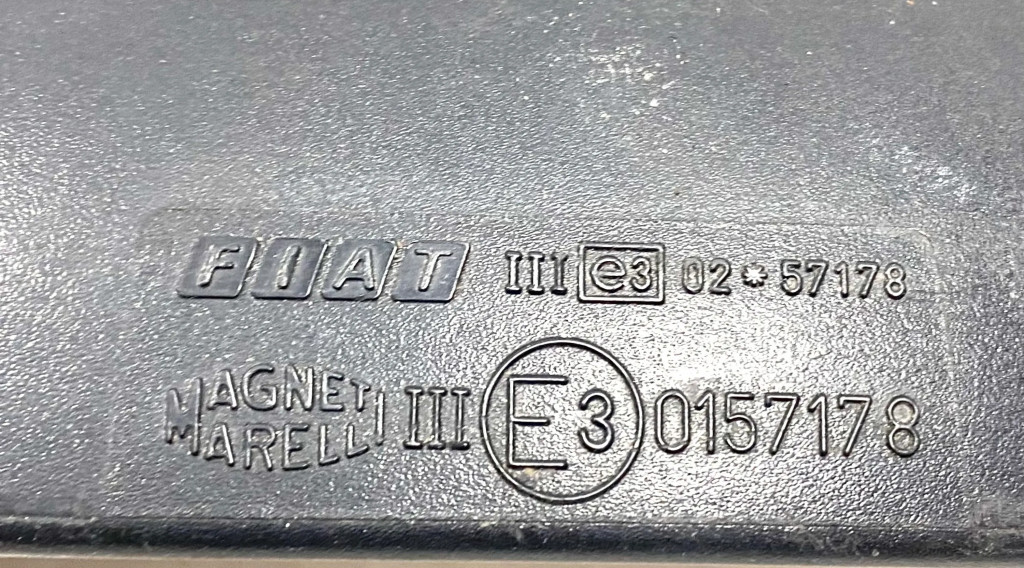 FIAT III e3 02*57178
MAGNETI
MARELLI III E3 0157178